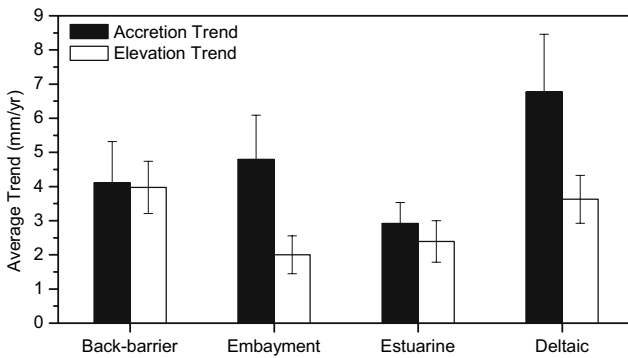 9
8
7
6
5
4
3
2
1
0
Average Trend (mm/yr)
Accretion Trend
Elevation Trend
Back-barrier Embayment Estuarine Deltaic